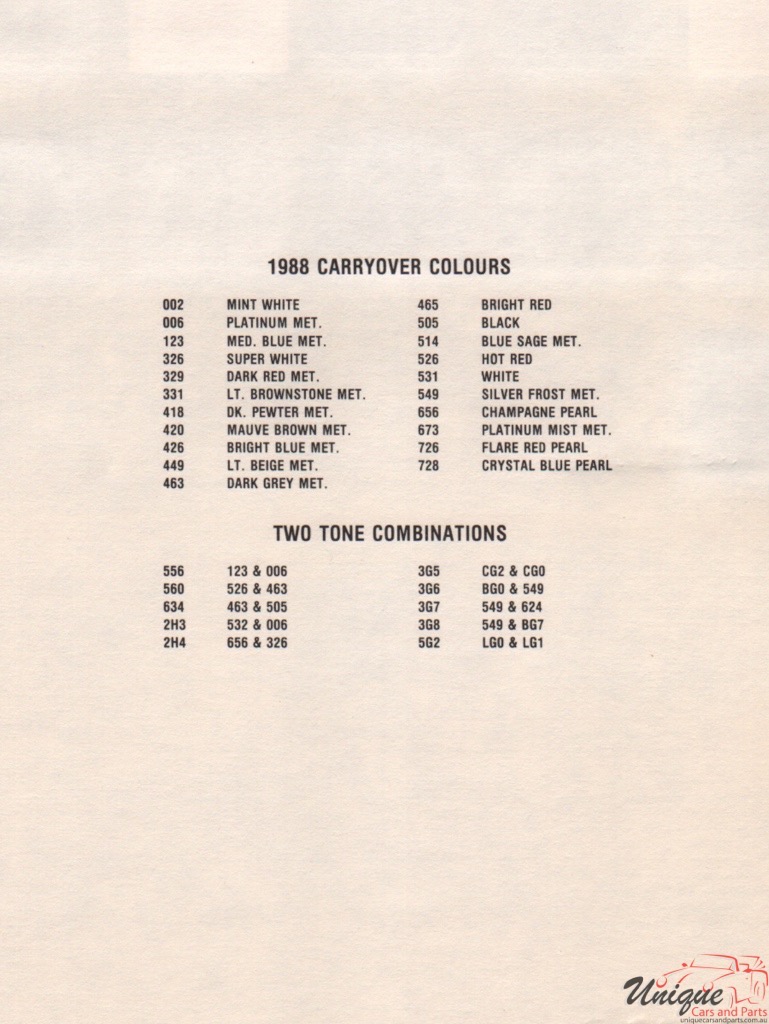 1988 CARRYOVER COLOURS
002 MINT WHITE
006 PLATINUM MET.
123 MED. BLUE MET.
326 SUPER WHITE
329 DARK RED MET.
331 LT. BROWNSTONE MET.
418 DK. PEWTER MET.
420 MAUVE BROWN MET.
426 BRIGHT BLUE MET.
449 LT. BEIGE MET.
463 DARK GREY MET.
465 BRIGHT RED
505 BLACK
514 BLUE SAGE MET.
526 HOT RED
531 WHITE
549 SILVER FROST MET.
656 CHAMPAGNE PEARL
673 PLATINUM MIST MET.
726 FLARE RED PEARL
728 CRYSTAL BLUE PEARL
TWO TONE COMBINATIONS
556 123 & 006
560 526 & 463
634 463 & 505
2H3 532 & 006
2H4 656 & 326
3G5 CG2 & CG0
3G6 BG0 & 549
3G7 549 & 624
3G8 549 & BG7
5G2 LG0 & LG1
Unique
Cars and Parts
uniquecarsandparts.com.au